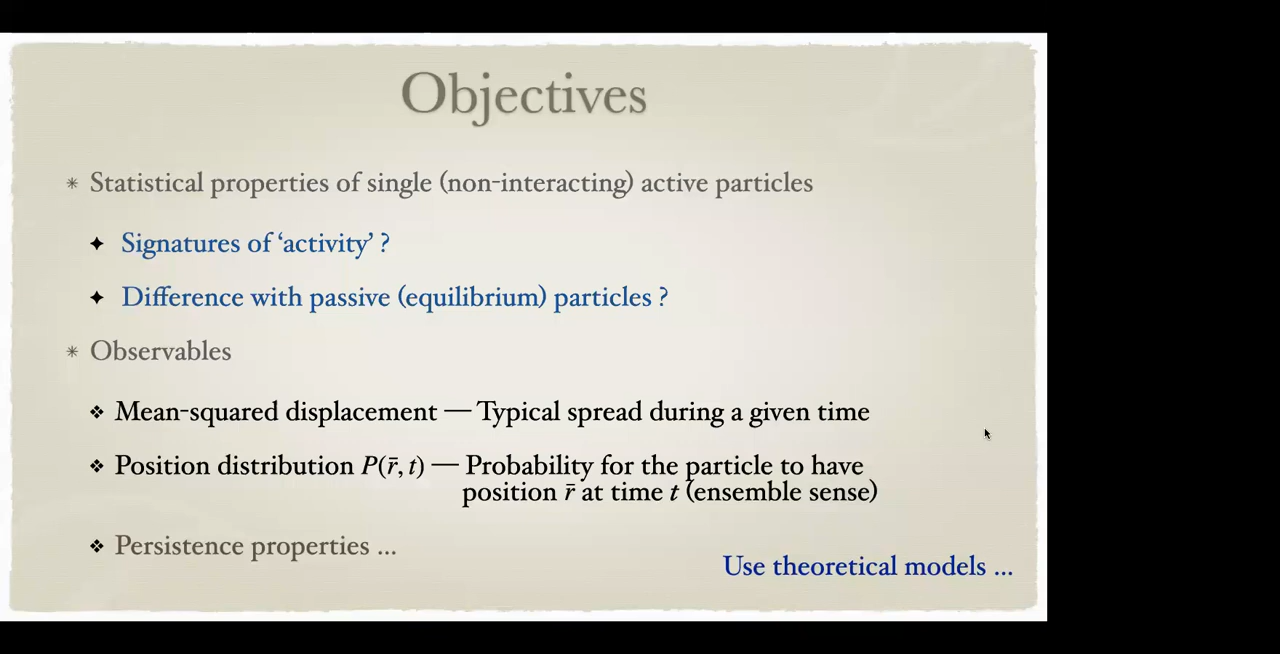 Objectives
Statistical properties of single (non-interacting) active particles
Signatures of ‘activity’ ?
Difference with passive (equilibrium) particles ?
Observables
Mean-squared displacement — Typical spread during a given time
Position distribution P(r̄, t) — Probability for the particle to have
position r̄ at time t (ensemble sense)
Persistence properties ...
Use theoretical models ...